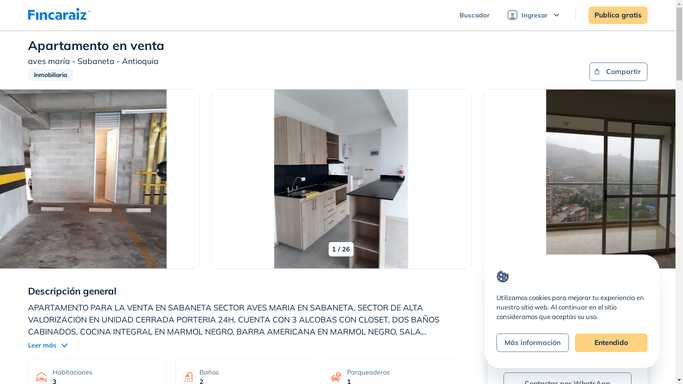 Fincaraiz
Buscador
Ingresar
Publica gratis
Apartamento en venta
aves maría - Sabaneta - Antioquia
Inmobiliaria
Compartir
1 / 26
Descripción general
APARTAMENTO PARA LA VENTA EN SABANETA SECTOR AVES MARIA EN SABANETA, SECTOR DE ALTA
VALORIZACION EN UNIDAD CERRADA PORTERIA 24H, CUENTA CON 3 ALCOBAS CON CLOSET, DOS BAÑOS
CABINADOS, COCINA INTEGRAL EN MARMOL NEGRO, BARRA AMERICANA EN MARMOL NEGRO, SALA...
Leer más
Habitaciones
3
Baños
2
Parqueaderos
1
Utilizamos cookies para mejorar tu experiencia en
nuestro sitio web. Al continuar en el sitio
consideramos que aceptas su uso.
Más información
Entendido
Contactar por WhatsApp